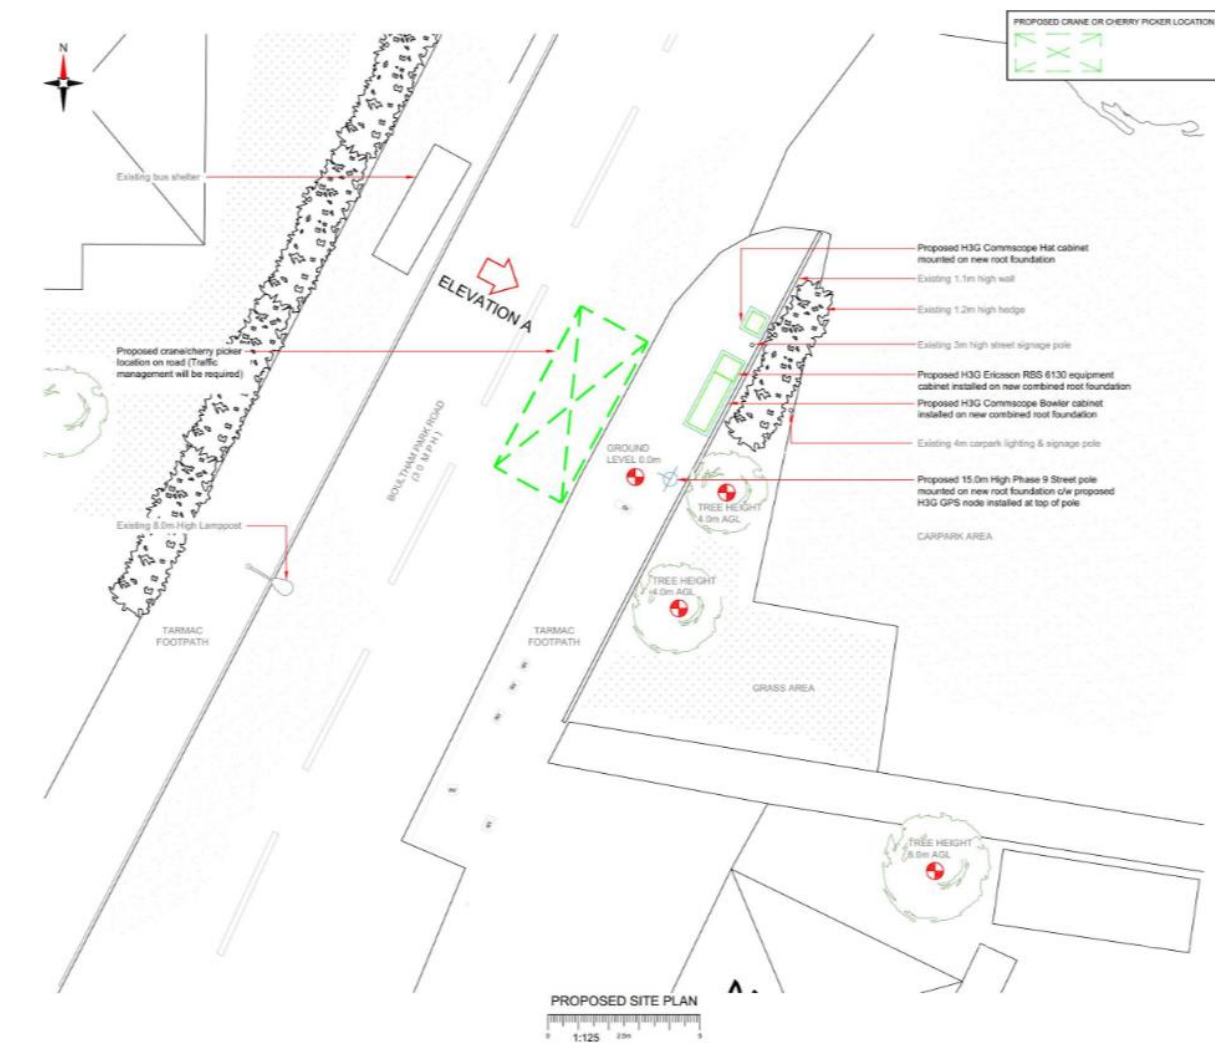 PROPOSED CRANE OR CHERRY PICKER LOCATION
N
Existing bus shelter
ELEVATION A
Proposed H3G Commscope Hat cabinet
mounted on new root foundation
Existing 1.1m high wall
Existing 1.2m high hedge
Existing 3m high street signage pole
Proposed crane/cherry picker
location on road (Traffic
management will be required)
Proposed H3G Ericsson RBS 6130 equipment
cabinet installed on new combined root foundation
Proposed H3G Commscope Bowler cabinet
installed on new combined root foundation
Existing 4m carpark lighting & signage pole
BOULTHAM PARK ROAD
(30 MPH)
GROUND
LEVEL 0.0m
Proposed 15.0m High Phase 9 Street pole
mounted on new root foundation c/w proposed
H3G GPS node installed at top of pole
TREE HEIGHT
4.0m AGL
CARPARK AREA
Existing 8.0m High Lamppost
TREE HEIGHT
4.0m AGL
TARMAC
FOOTPATH
TARMAC
FOOTPATH
GRASS AREA
TREE HEIGHT
6.0m AGL
PROPOSED SITE PLAN
0 1:125 5